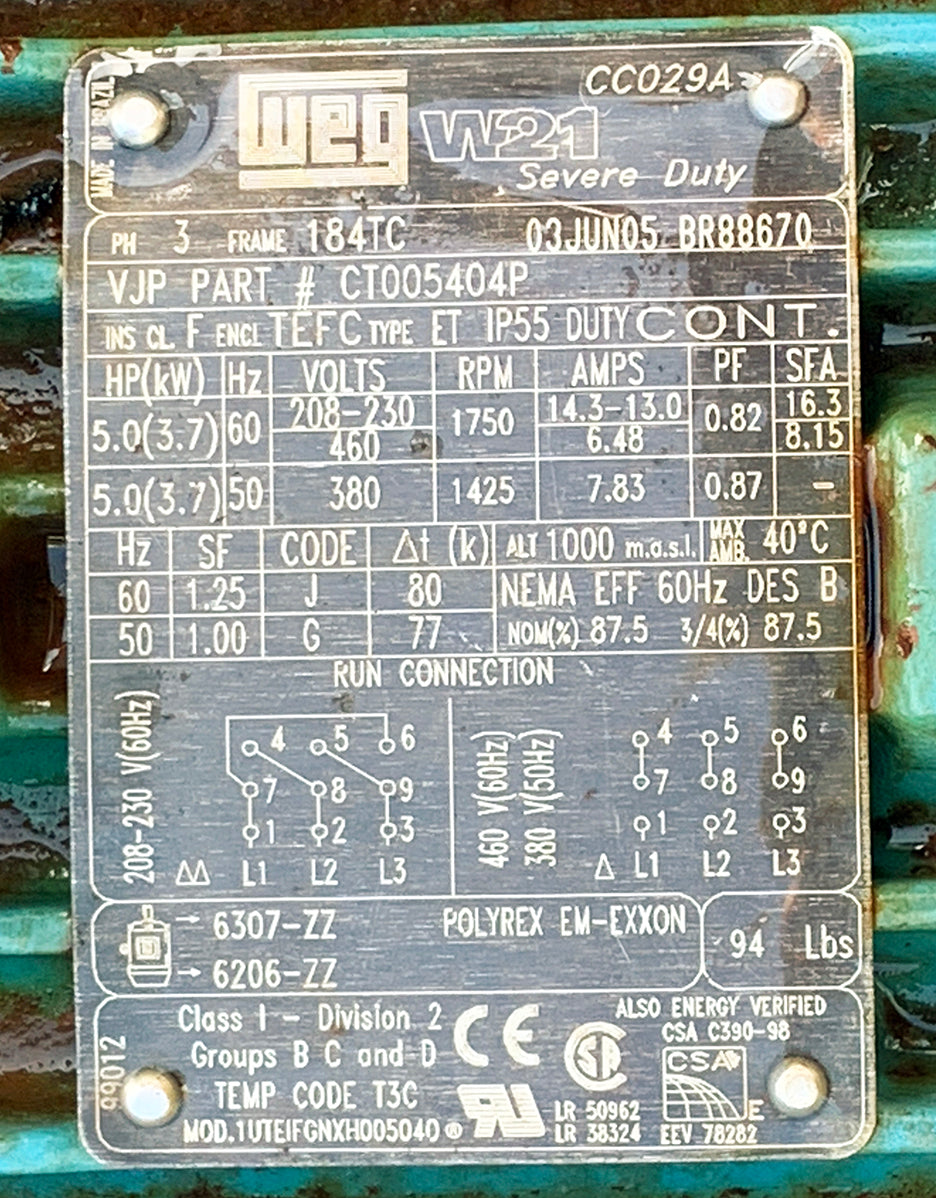 MADE IN BRAZIL
WEG W21 CC029A
Severe Duty
PH 3 FRAME 184TC 03JUN05 BR88670
VJP PART # CT005404P
INS CL F ENCL TEFC TYPE ET IP55 DUTY CONT.
HP(kW) Hz VOLTS RPM AMPS PF SFA
5.0(3.7) 60 208-230 1750 14.3-13.0 0.82 16.3
460 6.48 8.15
5.0(3.7) 50 380 1425 7.83 0.87 -
Hz SF CODE Δt (k) ALT 1000 m.a.s.l. MAX AMB. 40°C
60 1.25 J 80 NEMA EFF 60Hz DES B
50 1.00 G 77 NOM(%) 87.5 3/4(%) 87.5
RUN CONNECTION
208-230 V(60Hz)
4 5 6
7 8 9
1 2 3
ΔΔ L1 L2 L3
460 V(60Hz)
380 V(50Hz)
4 5 6
7 8 9
1 2 3
Δ L1 L2 L3
6307-ZZ POLYREX EM-EXXON 94 Lbs
6206-ZZ
99012
Class I - Division 2
Groups B C and D
TEMP CODE T3C
MOD.1UTEIFGNXH005040 ®
CE
SA
UR
LR 50962
LR 38324
ALSO ENERGY VERIFIED
CSA C390-98
CSA
E
EEV 78282